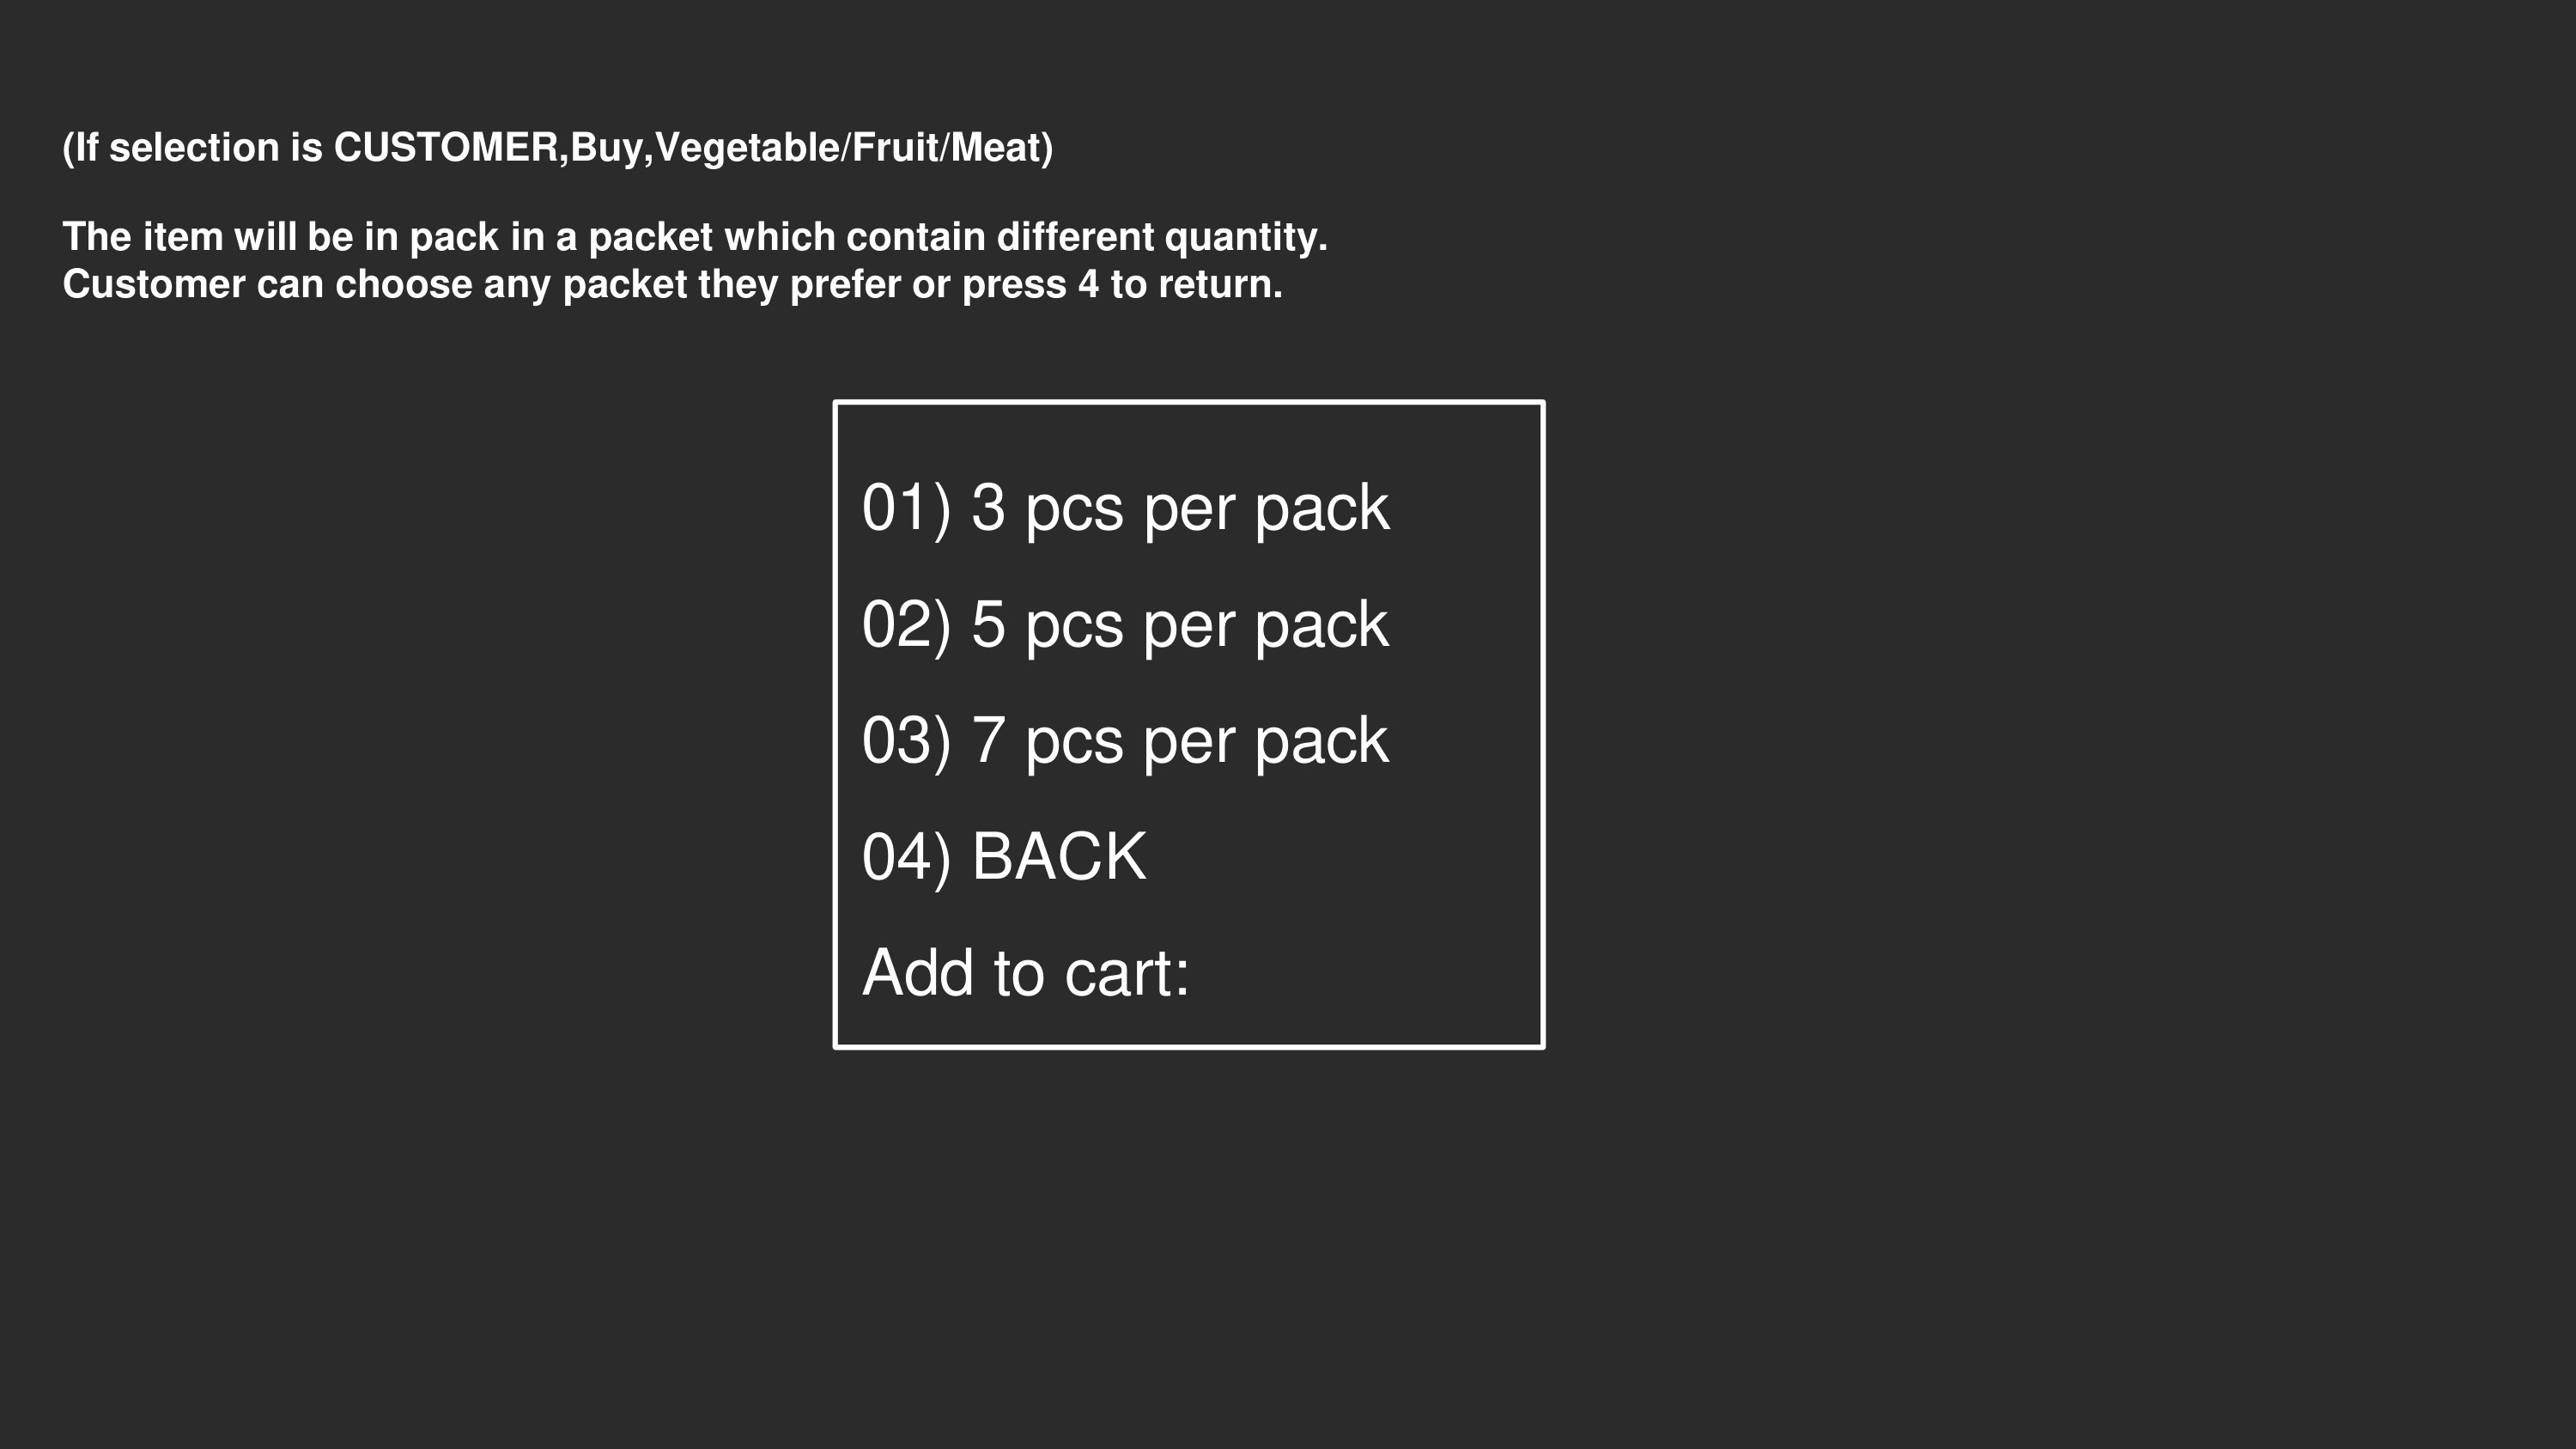 (If selection is CUSTOMER,Buy,Vegetable/Fruit/Meat)
The item will be in pack in a packet which contain different quantity.
Customer can choose any packet they prefer or press 4 to return.
01) 3 pcs per pack
02) 5 pcs per pack
03) 7 pcs per pack
04) BACK
Add to cart: